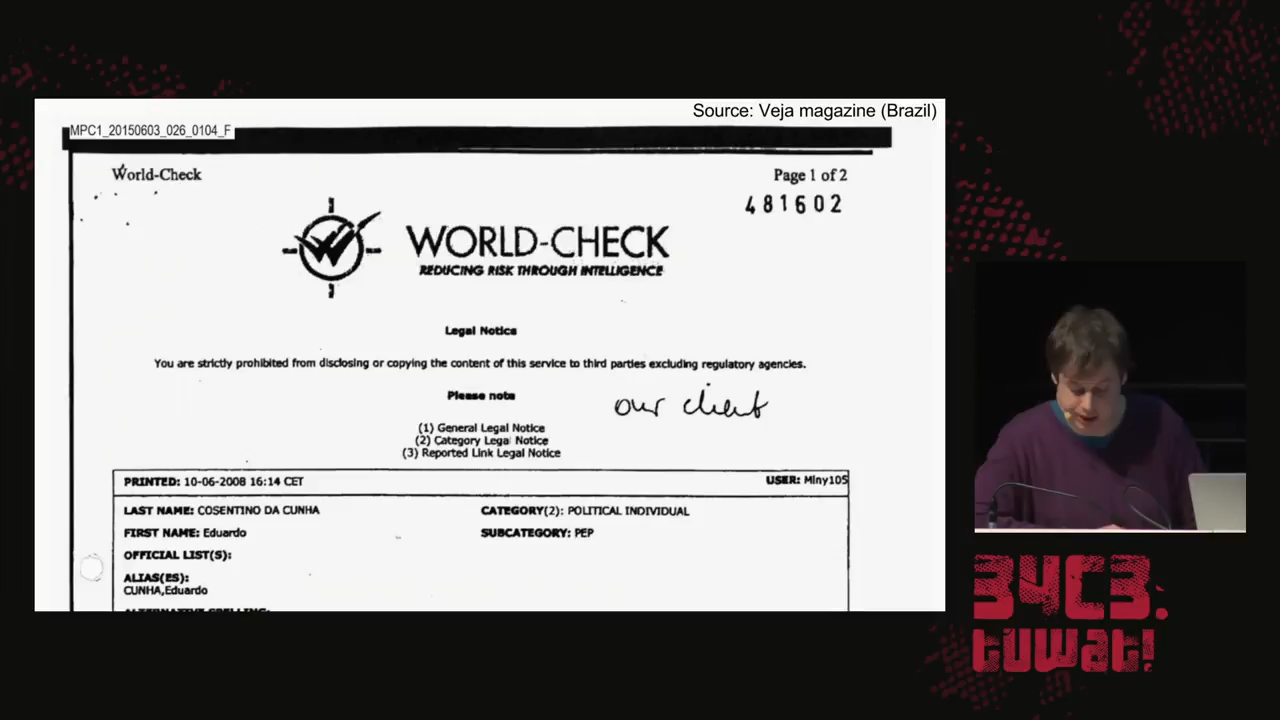 Source: Veja magazine (Brazil)
MPC1_20150603_026_0104_F
World-Check
Page 1 of 2
481602
WORLD-CHECK
REDUCING RISK THROUGH INTELLIGENCE
Legal Notice
You are strictly prohibited from disclosing or copying the content of this service to third parties excluding regulatory agencies.
Please note
our client
(1) General Legal Notice
(2) Category Legal Notice
(3) Reported Link Legal Notice
PRINTED: 10-06-2008 16:14 CET
USER: Mlny105
LAST NAME: COSENTINO DA CUNHA
CATEGORY(2): POLITICAL INDIVIDUAL
FIRST NAME: Eduardo
SUBCATEGORY: PEP
OFFICIAL LIST(S):
ALIAS(ES):
CUNHA,Eduardo
ALTERNATIVE SPELLING:
34C3.
tuwat!